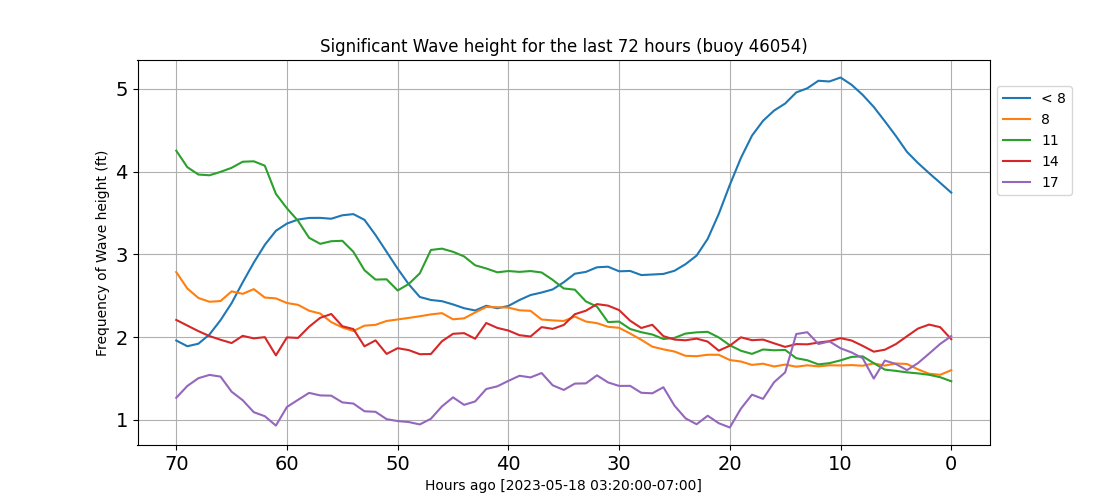 Significant Wave height for the last 72 hours (buoy 46054)
Frequency of Wave height (ft)
5
4
3
2
1
70 60 50 40 30 20 10 0
Hours ago [2023-05-18 03:20:00-07:00]
< 8
8
11
14
17